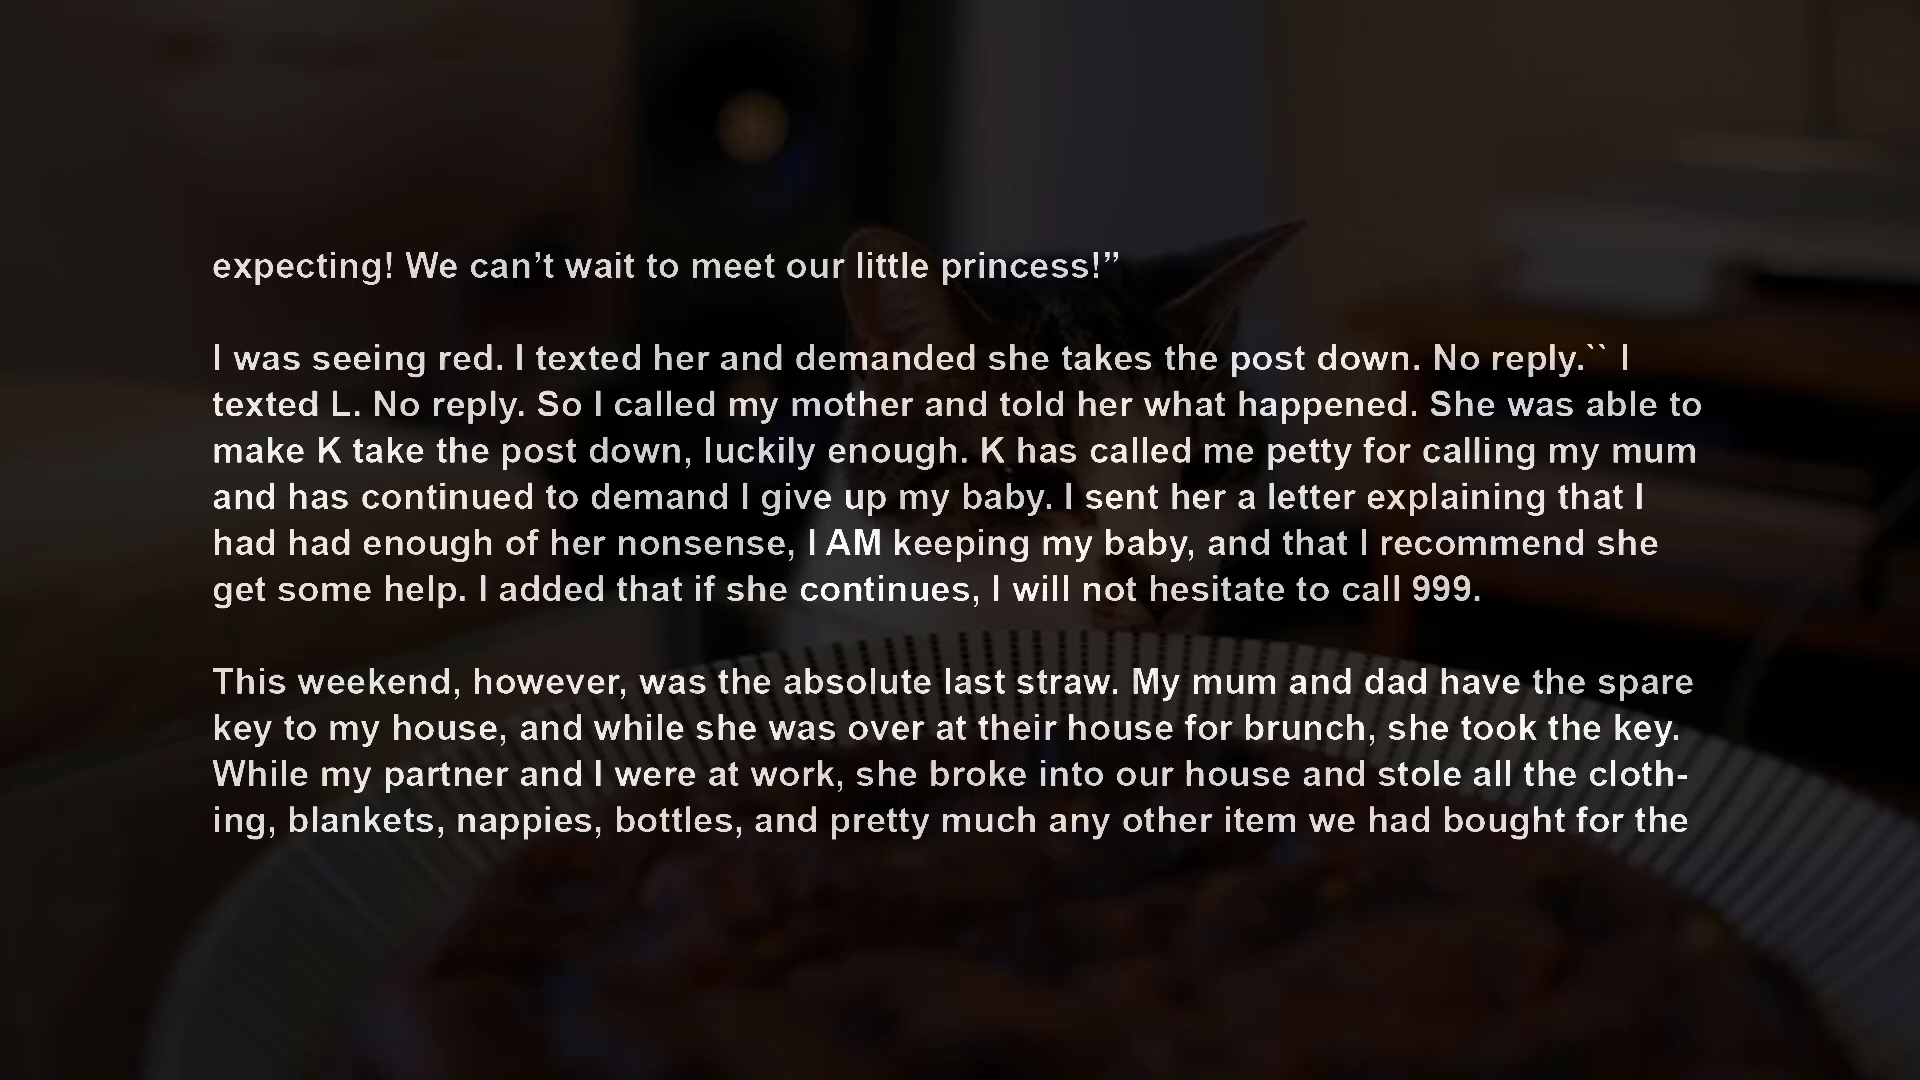 expecting! We can’t wait to meet our little princess!”
I was seeing red. I texted her and demanded she takes the post down. No reply.`` I
texted L. No reply. So I called my mother and told her what happened. She was able to
make K take the post down, luckily enough. K has called me petty for calling my mum
and has continued to demand I give up my baby. I sent her a letter explaining that I
had had enough of her nonsense, I AM keeping my baby, and that I recommend she
get some help. I added that if she continues, I will not hesitate to call 999.
This weekend, however, was the absolute last straw. My mum and dad have the spare
key to my house, and while she was over at their house for brunch, she took the key.
While my partner and I were at work, she broke into our house and stole all the cloth-
ing, blankets, nappies, bottles, and pretty much any other item we had bought for the